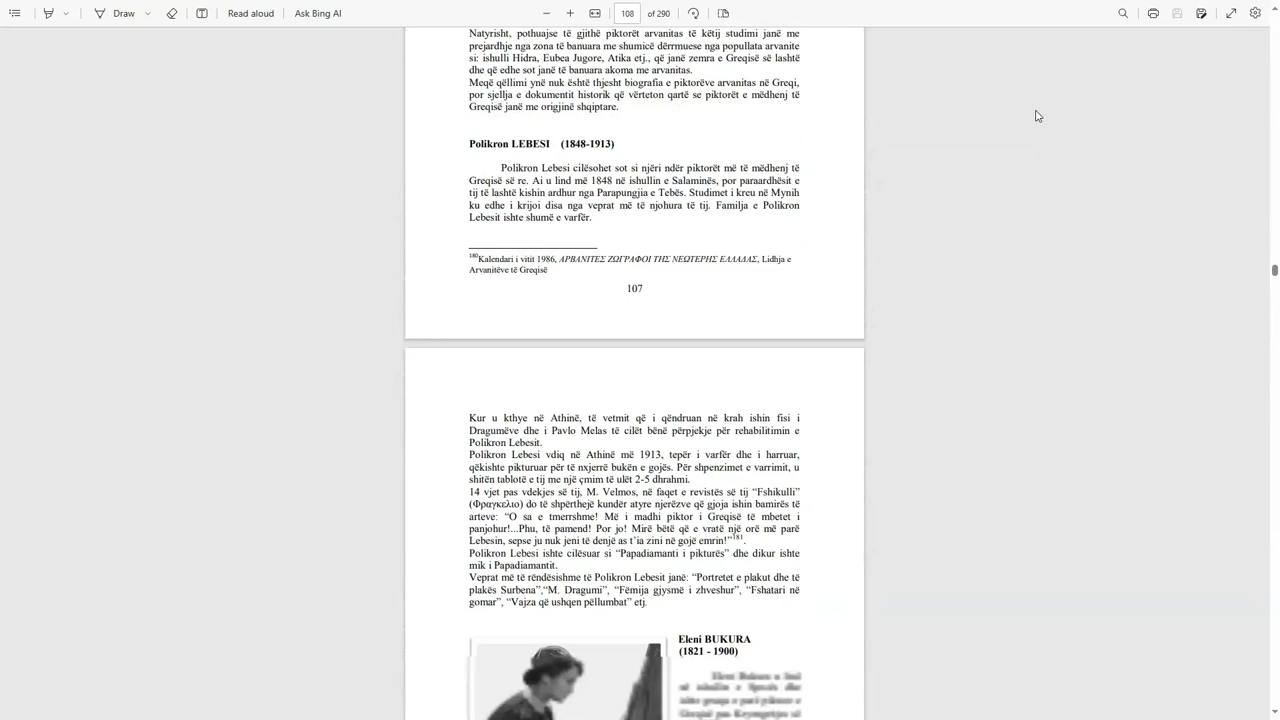 Draw
Read aloud
Ask Bing AI
108 of 290
Natyrisht, pothuajse të gjithë piktorët arvanitas të këtij studimi janë me
prejardhje nga zona të banuara me shumicë dërrmuese nga popullata arvanite
si: ishulli Hidra, Eubea Jugore, Atika etj., që janë zemra e Greqisë së lashtë
dhe që edhe sot janë të banuara akoma me arvanitas.
Meqë qëllimi ynë nuk është thjesht biografia e piktorëve arvanitas në Greqi,
por sjellja e dokumentit historik që vërteton qartë se piktorët e mëdhenj të
Greqisë janë me origjinë shqiptare.
Polikron LEBESI (1848-1913)
Polikron Lebesi cilësohet sot si njëri ndër piktorët më të mëdhenj të
Greqisë së re. Ai u lind më 1848 në ishullin e Salaminës, por paraardhësit e
tij të lashtë kishin ardhur nga Parapungjia e Tebës. Studimet i kreu në Mynih
ku edhe i krijoi disa nga veprat më të njohura të tij. Familja e Polikron
Lebesit ishte shumë e varfër.
180Kalendari i vitit 1986, ΑΡΒΑΝΙΤΕΣ ΖΩΓΡΑΦΟΙ ΤΗΣ ΝΕΩΤΕΡΗΣ ΕΛΛΑΔΑΣ, Lidhja e
Arvanitëve të Greqisë
107
Kur u kthye në Athinë, të vetmit që i qëndruan në krah ishin fisi i
Dragumëve dhe i Pavlo Melas të cilët bënë përpjekje për rehabilitimin e
Polikron Lebesit.
Polikron Lebesi vdiq në Athinë më 1913, tepër i varfër dhe i harruar,
qëkishte pikturuar për të nxjerrë bukën e gojës. Për shpenzimet e varrimit, u
shitën tablotë e tij me një çmim të ulët 2-5 dhrahmi.
14 vjet pas vdekjes së tij, M. Velmos, në faqet e revistës së tij “Fshikulli”
(Φραγκελιο) do të shpërthejë kundër atyre njerëzve që gjoja ishin bamirës të
arteve: “O sa e tmerrshme! Më i madhi piktor i Greqisë të mbetet i
panjohur!...Phu, të pamend! Por jo! Mirë bëtë që e vratë një orë më parë
Lebesin, sepse ju nuk jeni të denjë as t’ia zini në gojë emrin!”181.
Polikron Lebesi ishte cilësuar si “Papadiamanti i pikturës” dhe dikur ishte
mik i Papadiamantit.
Veprat më të rëndësishme të Polikron Lebesit janë: “Portretet e plakut dhe të
plakës Surbena”,“M. Dragumi”, “Fëmija gjysmë i zhveshur”, “Fshatari në
gomar”, “Vajza që ushqen pëllumbat” etj.
Eleni BUKURA
(1821 - 1900)